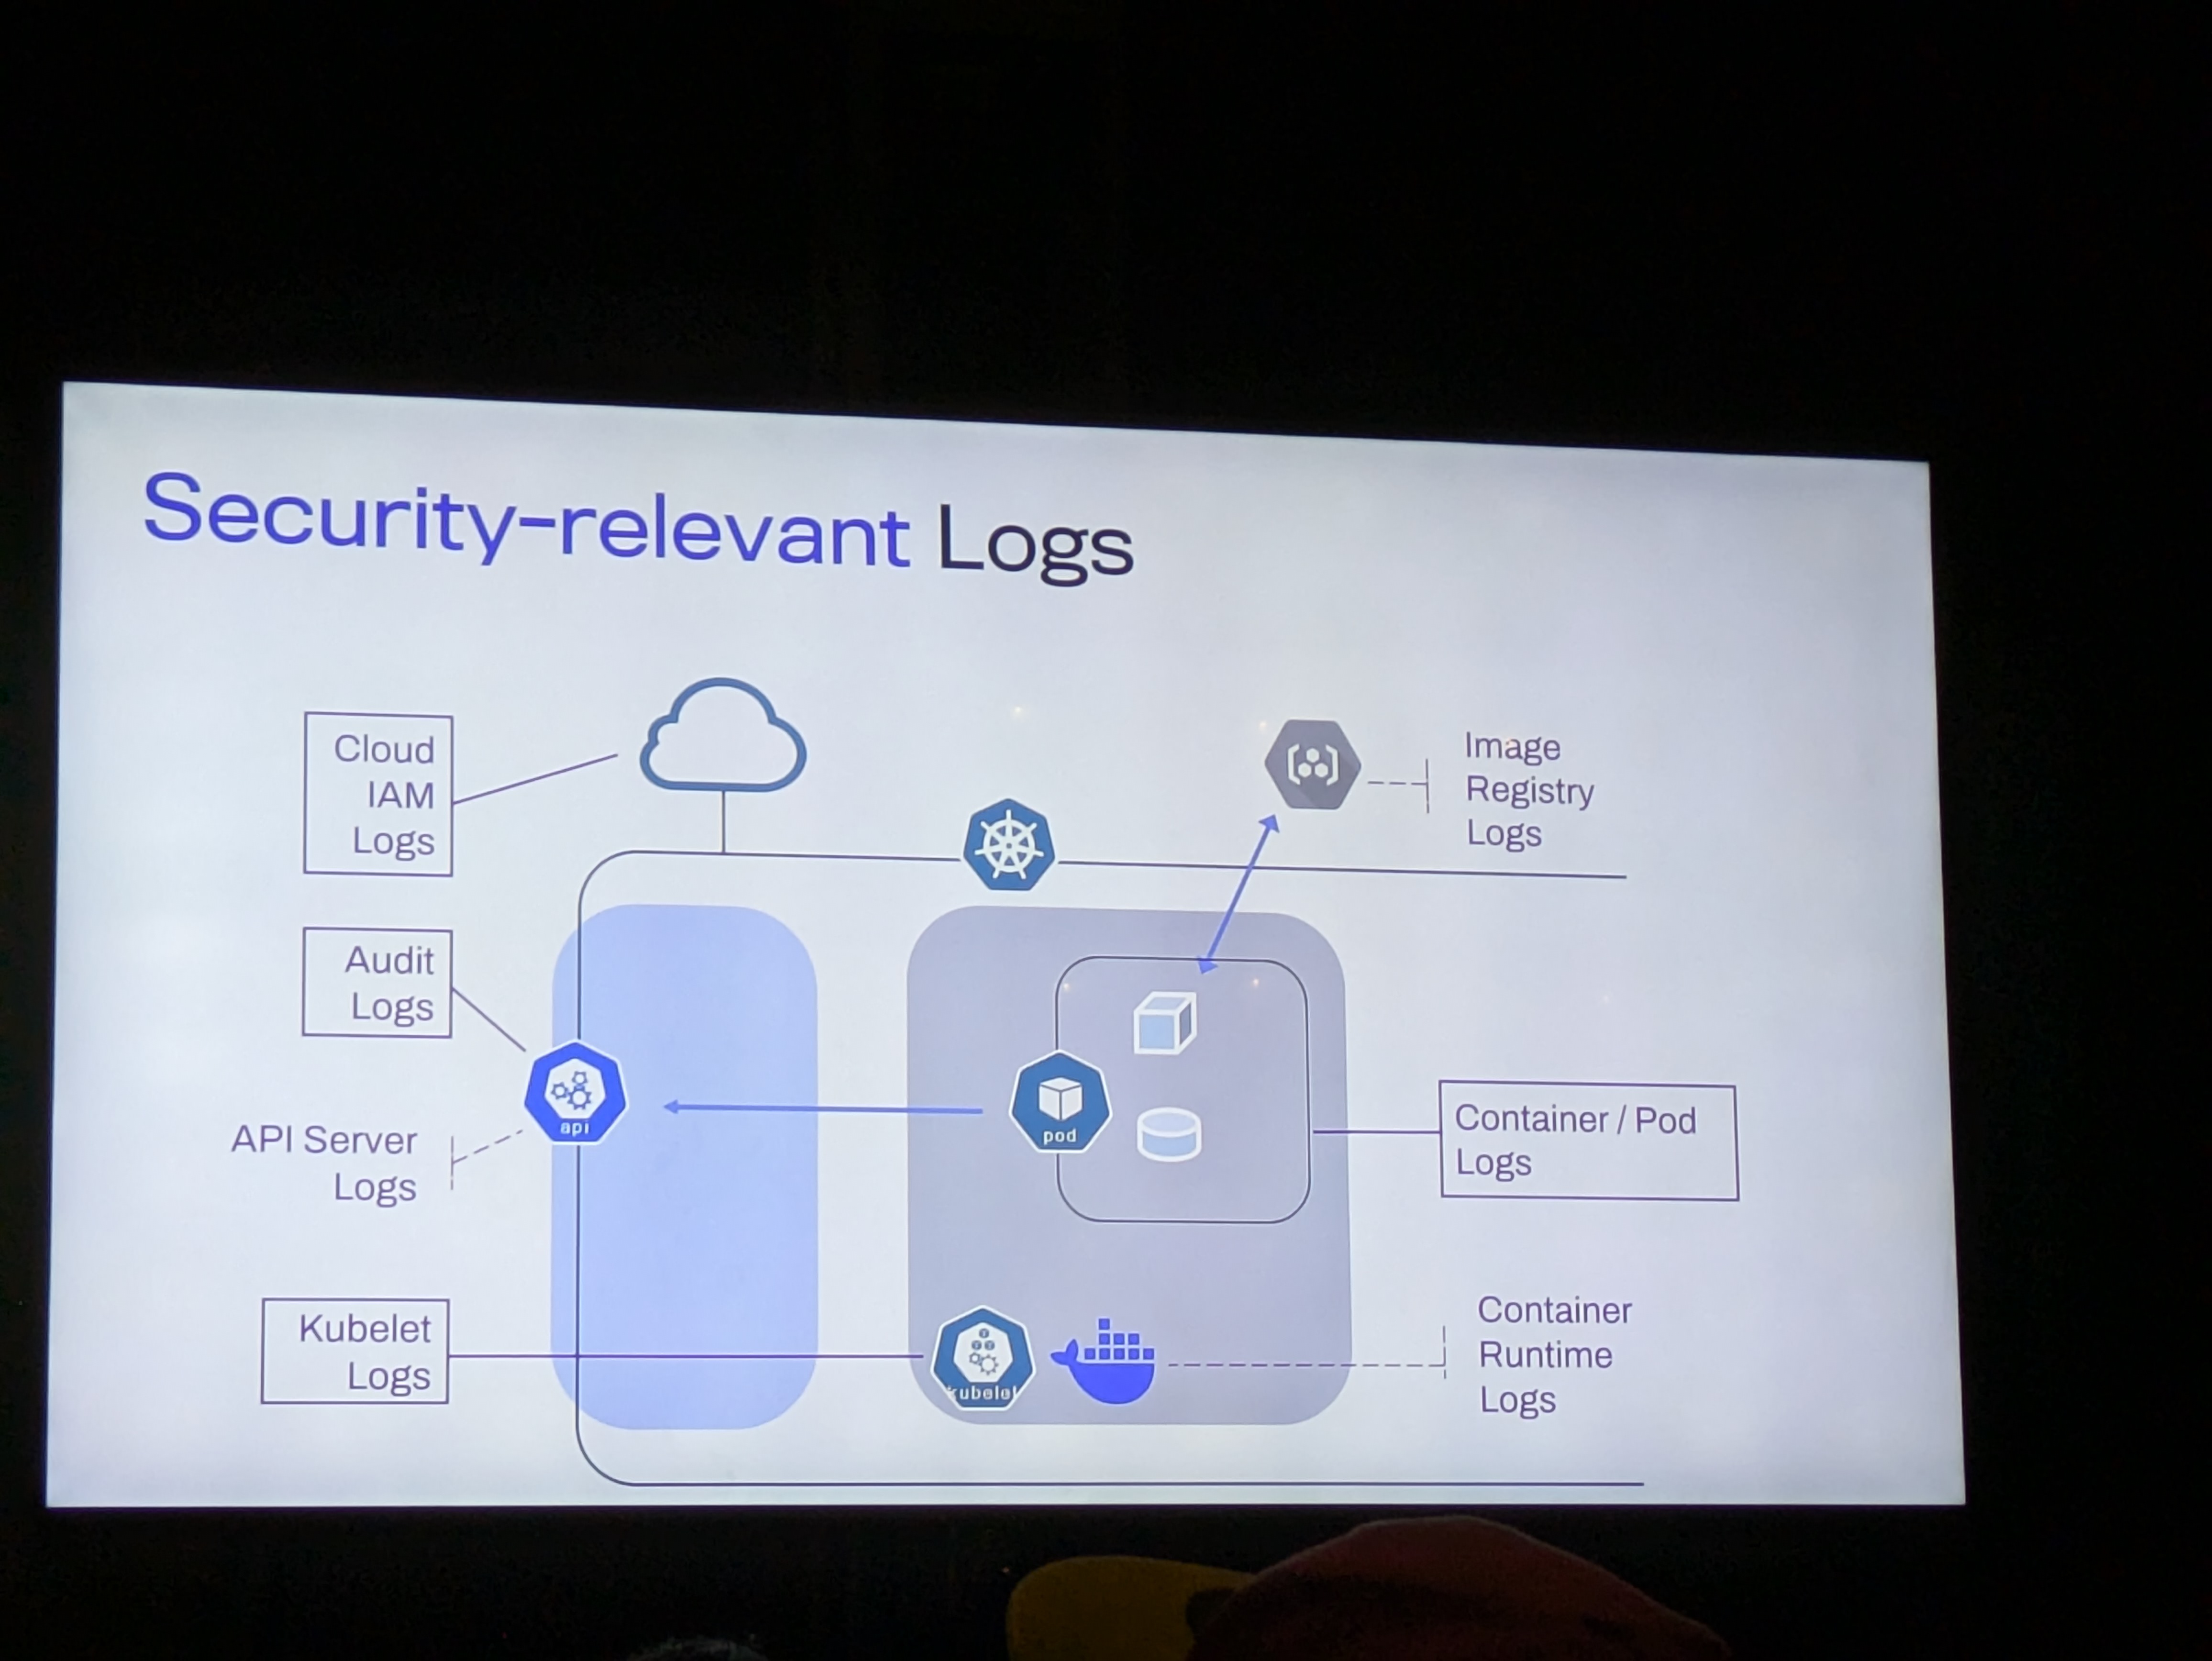 Security-relevant Logs
Cloud
IAM
Logs
Image
Registry
Logs
Audit
Logs
api
API Server
Logs
pod
Container / Pod
Logs
Kubelet
Logs
kubelet
Container
Runtime
Logs